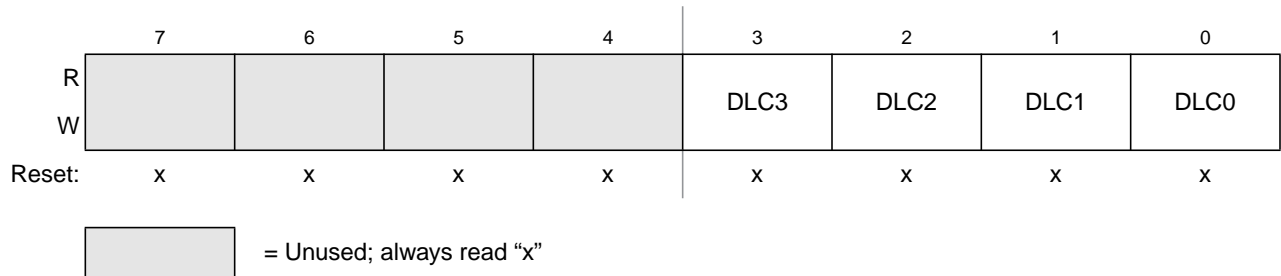 7 6 5 4 3 2 1 0
R
DLC3 DLC2 DLC1 DLC0
W
Reset: x x x x x x x x
= Unused; always read “x”